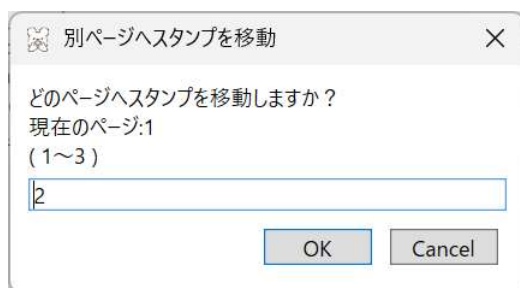 別ページへスタンプを移動
どのページへスタンプを移動しますか？
現在のページ:1
( 1～3 )
2
OK Cancel